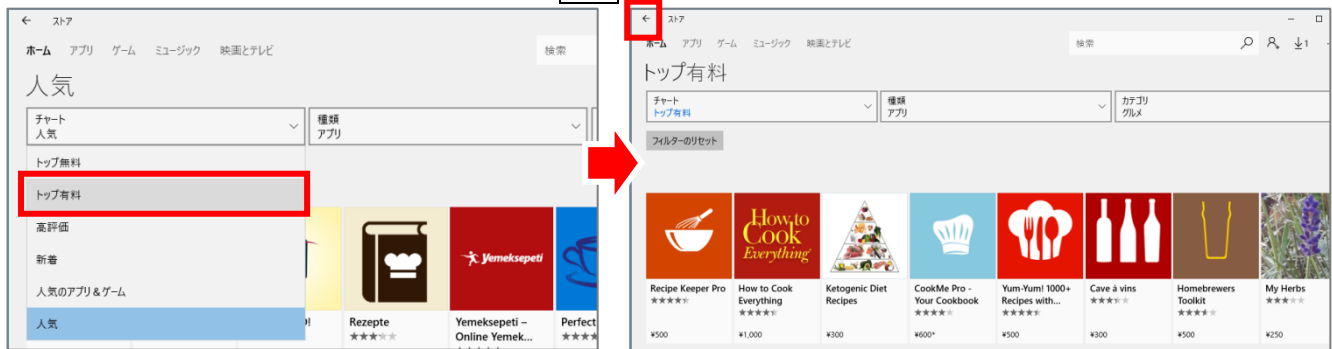 ストア
ホーム アプリ ゲーム ミュージック 映画とテレビ 検索
人気
チャート
人気
種類
アプリ
トップ無料
トップ有料
高評価
新着
人気のアプリ&ゲーム
人気
Yemeksepeti
Rezepte
Yemeksepeti –
Online Yemek...
Perfect
ストア
ホーム アプリ ゲーム ミュージック 映画とテレビ 検索
1
トップ有料
チャート
トップ有料
種類
アプリ
カテゴリ
グルメ
フィルターのリセット
How to
Cook
Everything
Recipe Keeper Pro
¥500
How to Cook
Everything
¥1,000
Ketogenic Diet
Recipes
¥300
CookMe Pro -
Your Cookbook
¥600*
Yum-Yum! 1000+
Recipes with...
¥500
Cave à vins
¥300
Homebrewers
Toolkit
¥500
My Herbs
¥250